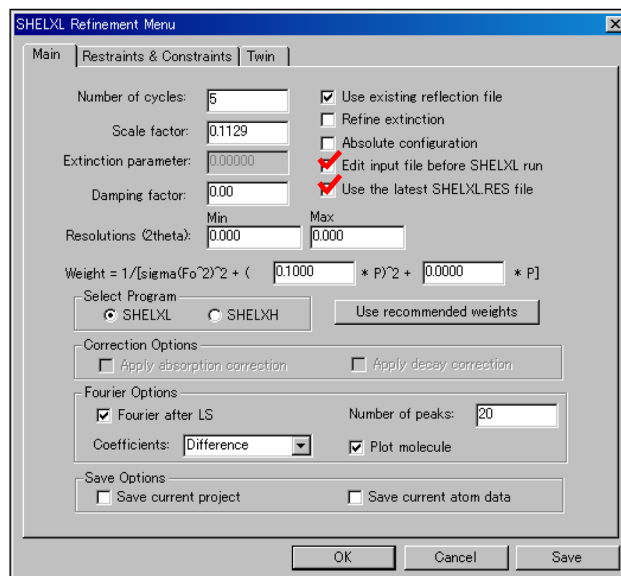 SHELXL Refinement Menu
Main
Restraints & Constraints
Twin
Number of cycles: 5
Use existing reflection file
Refine extinction
Scale factor: 0.1129
Absolute configuration
Extinction parameter: 0.00000
Edit input file before SHELXL run
Damping factor: 0.00
Use the latest SHELXL.RES file
Min Max
Resolutions (2theta): 0.000 0.000
Weight = 1/[sigma(Fo^2)^2 + ( 0.1000 * P)^2 + 0.0000 * P]
Select Program
SHELXL SHELXH
Use recommended weights
Correction Options
Apply absorption correction Apply decay correction
Fourier Options
Fourier after LS Number of peaks: 20
Coefficients: Difference Plot molecule
Save Options
Save current project Save current atom data
OK Cancel Save